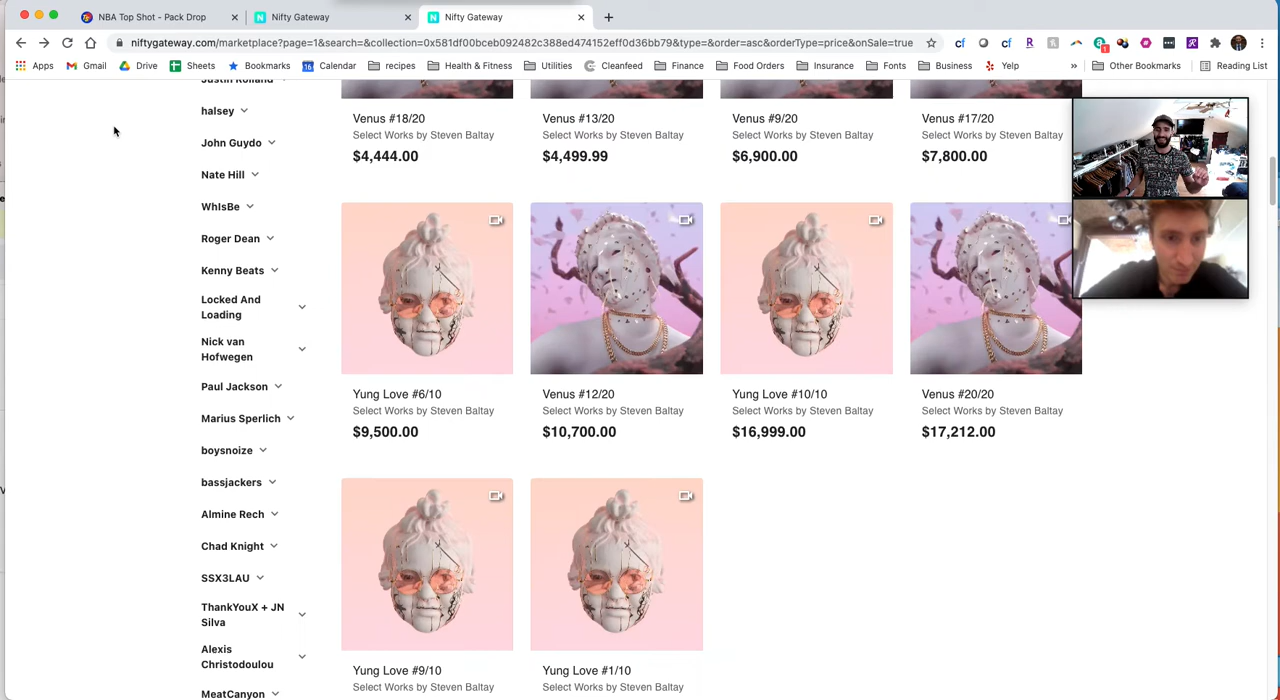 NBA Top Shot - Pack Drop
Nifty Gateway
Nifty Gateway
niftygateway.com/marketplace?page=1&search=&collection=0x581df00bceb092482c388ed474152eff0d36bb79&type=&order=asc&orderType=price&onSale=true
Apps Gmail Drive Sheets Bookmarks Calendar recipes Health & Fitness Utilities Cleanfeed Finance Food Orders Insurance Fonts Business Yelp » Other Bookmarks Reading List
Justin Rolland
halsey
John Guydo
Nate Hill
WhIsBe
Roger Dean
Kenny Beats
Locked And
Loading
Nick van
Hofwegen
Paul Jackson
Marius Sperlich
boysnoize
bassjackers
Almine Rech
Chad Knight
SSX3LAU
ThankYouX + JN
Silva
Alexis
Christodoulou
MeatCanyon
Venus #18/20
Select Works by Steven Baltay
$4,444.00
Venus #13/20
Select Works by Steven Baltay
$4,499.99
Venus #9/20
Select Works by Steven Baltay
$6,900.00
Venus #17/20
Select Works by Steven Baltay
$7,800.00
Yung Love #6/10
Select Works by Steven Baltay
$9,500.00
Venus #12/20
Select Works by Steven Baltay
$10,700.00
Yung Love #10/10
Select Works by Steven Baltay
$16,999.00
Venus #20/20
Select Works by Steven Baltay
$17,212.00
Yung Love #9/10
Select Works by Steven Baltay
Yung Love #1/10
Select Works by Steven Baltay